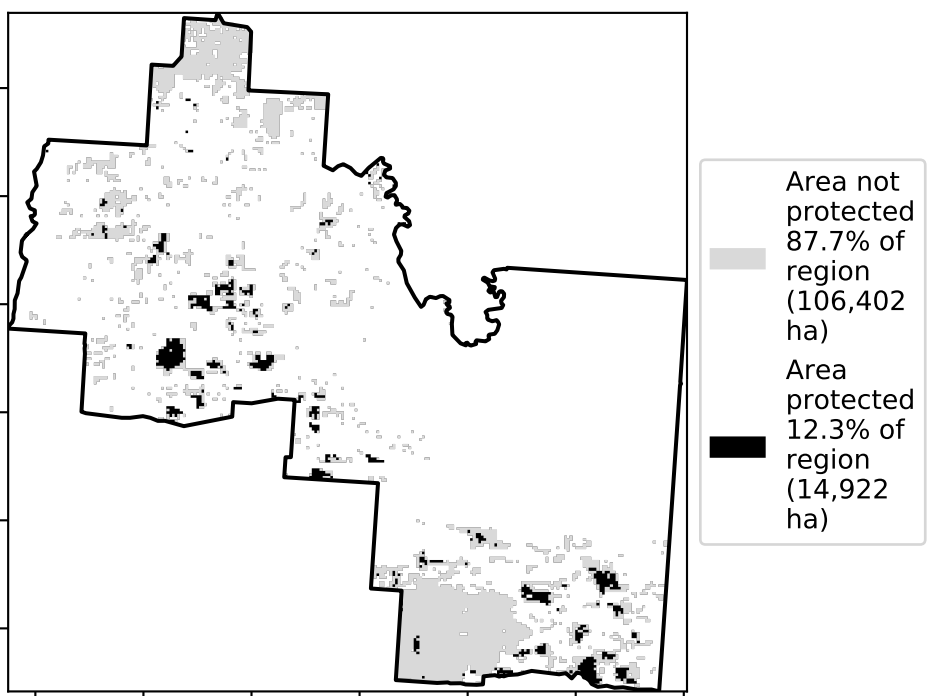 Area not
protected
87.7% of
region
(106,402
ha)
Area
protected
12.3% of
region
(14,922
ha)